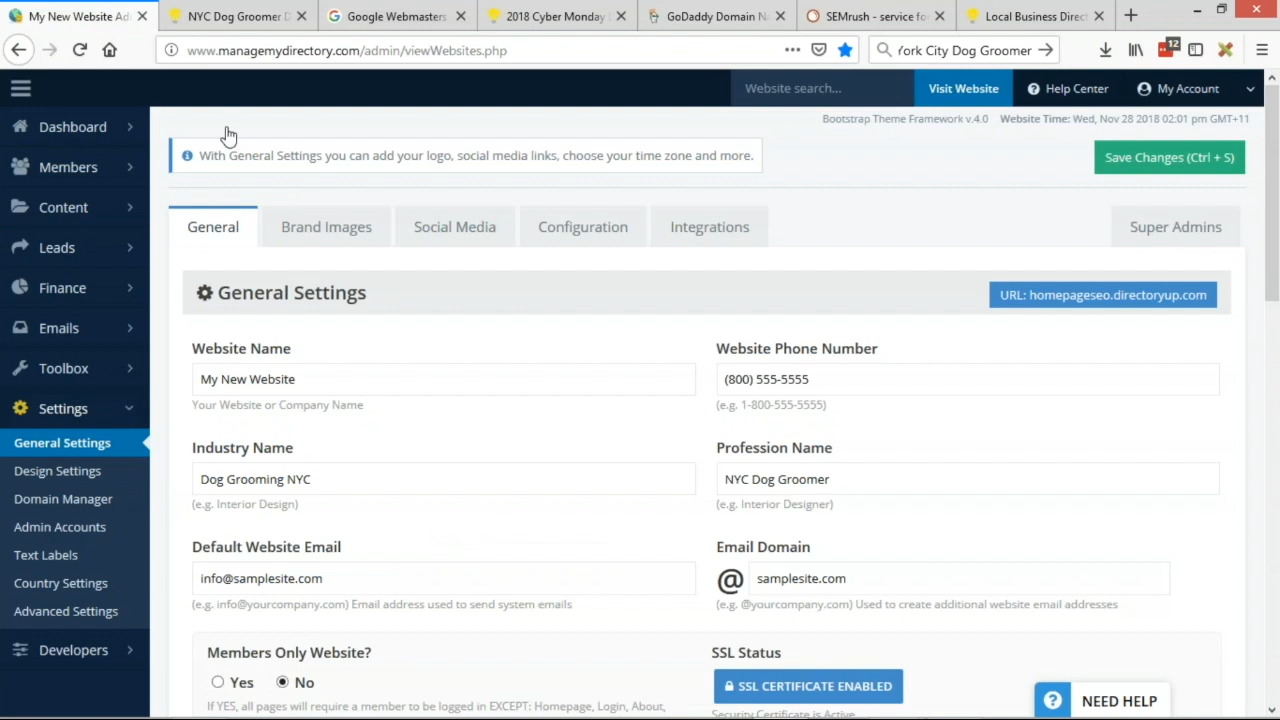 My New Website Ad
NYC Dog Groomer D
Google Webmasters
2018 Cyber Monday
GoDaddy Domain N
SEMrush - service for
Local Business Direct
www.managemydirectory.com/admin/viewWebsites.php
York City Dog Groomer
12
Website search...
Visit Website
Help Center
My Account
Bootstrap Theme Framework v.4.0 Website Time: Wed, Nov 28 2018 02:01 pm GMT+11
Dashboard
Members
Content
Leads
Finance
Emails
Toolbox
Settings
General Settings
Design Settings
Domain Manager
Admin Accounts
Text Labels
Country Settings
Advanced Settings
Developers
With General Settings you can add your logo, social media links, choose your time zone and more.
Save Changes (Ctrl + S)
General
Brand Images
Social Media
Configuration
Integrations
Super Admins
General Settings
URL: homepageseo.directoryup.com
Website Name
My New Website
Your Website or Company Name
Website Phone Number
(800) 555-5555
(e.g. 1-800-555-5555)
Industry Name
Dog Grooming NYC
(e.g. Interior Design)
Profession Name
NYC Dog Groomer
(e.g. Interior Designer)
Default Website Email
info@samplesite.com
(e.g. info@yourcompany.com) Email address used to send system emails
Email Domain
@ samplesite.com
(e.g. @yourcompany.com) Used to create additional website email addresses
Members Only Website?
Yes
No
If YES, all pages will require a member to be logged in EXCEPT: Homepage, Login, About,
SSL Status
SSL CERTIFICATE ENABLED
Security Certificate is Active
? NEED HELP